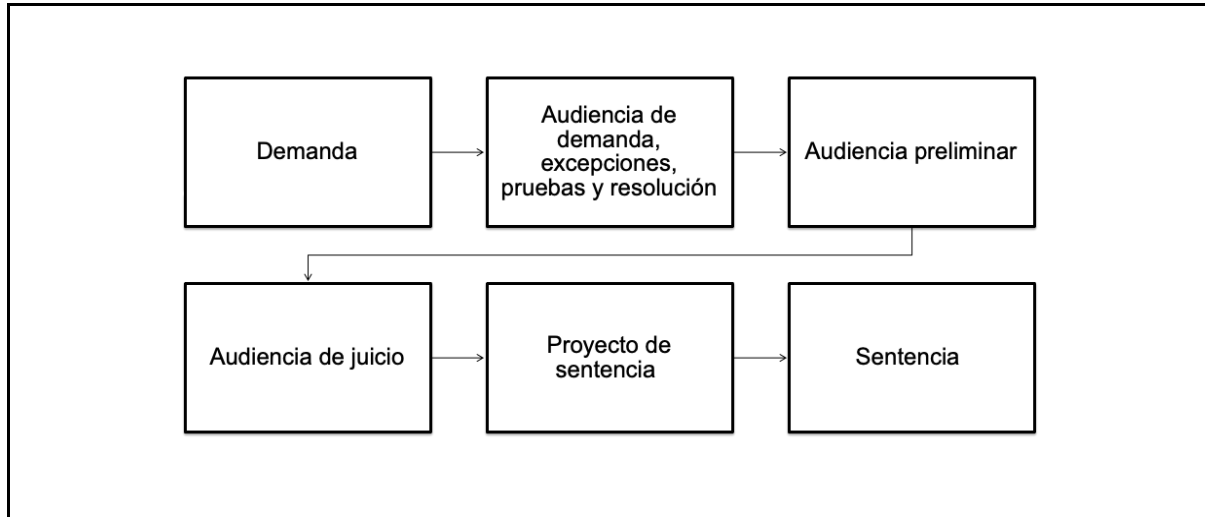 Demanda
Audiencia de
demanda,
excepciones,
pruebas y resolución
Audiencia preliminar
Audiencia de juicio
Proyecto de
sentencia
Sentencia